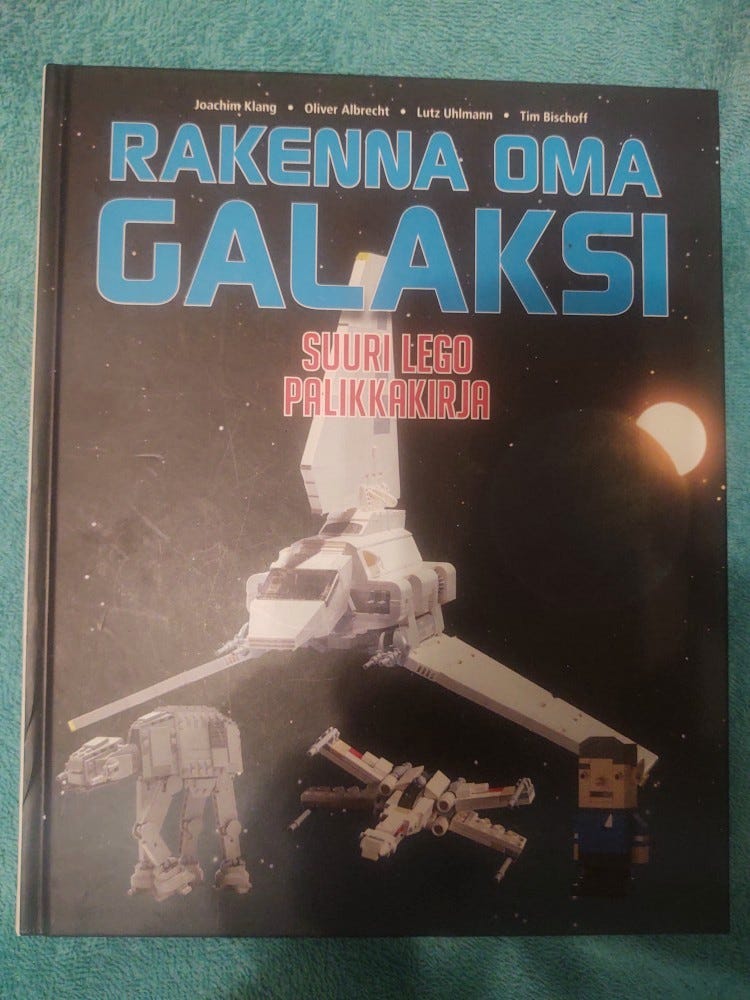 Joachim Klang • Oliver Albrecht • Lutz Uhlmann • Tim Bischoff
RAKENNA OMA
GALAKSI
SUURI LEGO
PALIKKAKIRJA